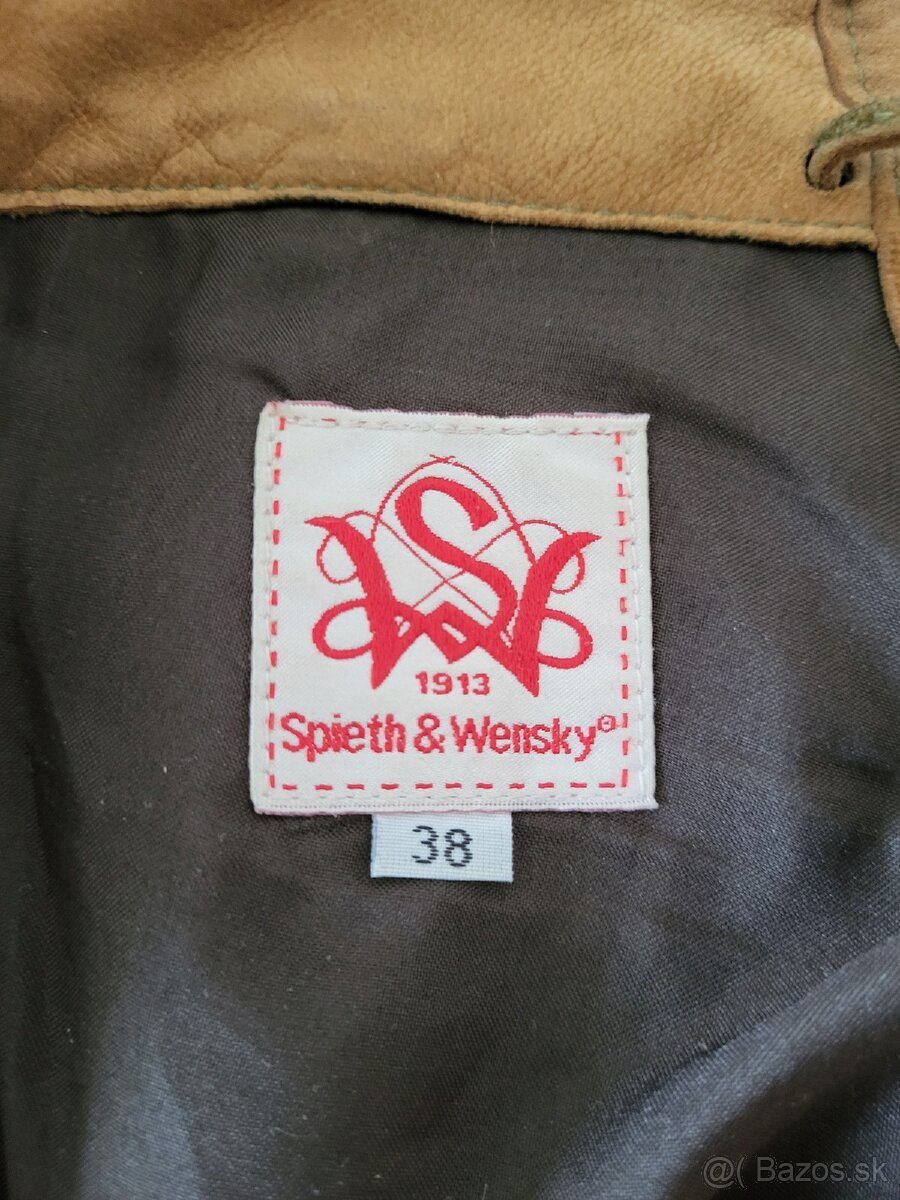 SW
1913
Spieth & Wensky®
38
@( Bazos.sk